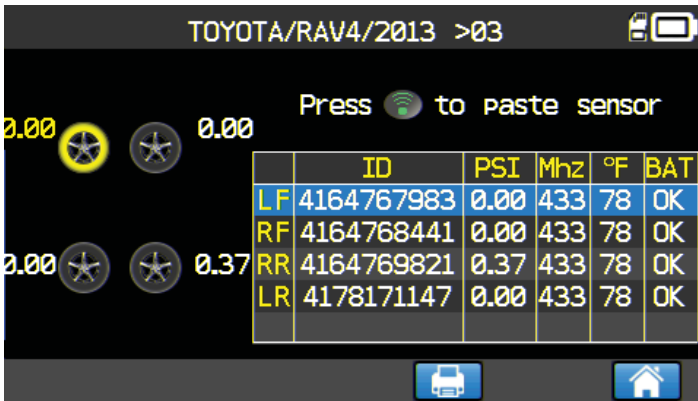 TOYOTA/RAV4/2013 >03
Press to paste sensor
0.00 0.00
ID PSI Mhz °F BAT
LF 4164767983 0.00 433 78 OK
RF 4164768441 0.00 433 78 OK
0.00 0.37 RR 4164769821 0.37 433 78 OK
LR 4178171147 0.00 433 78 OK